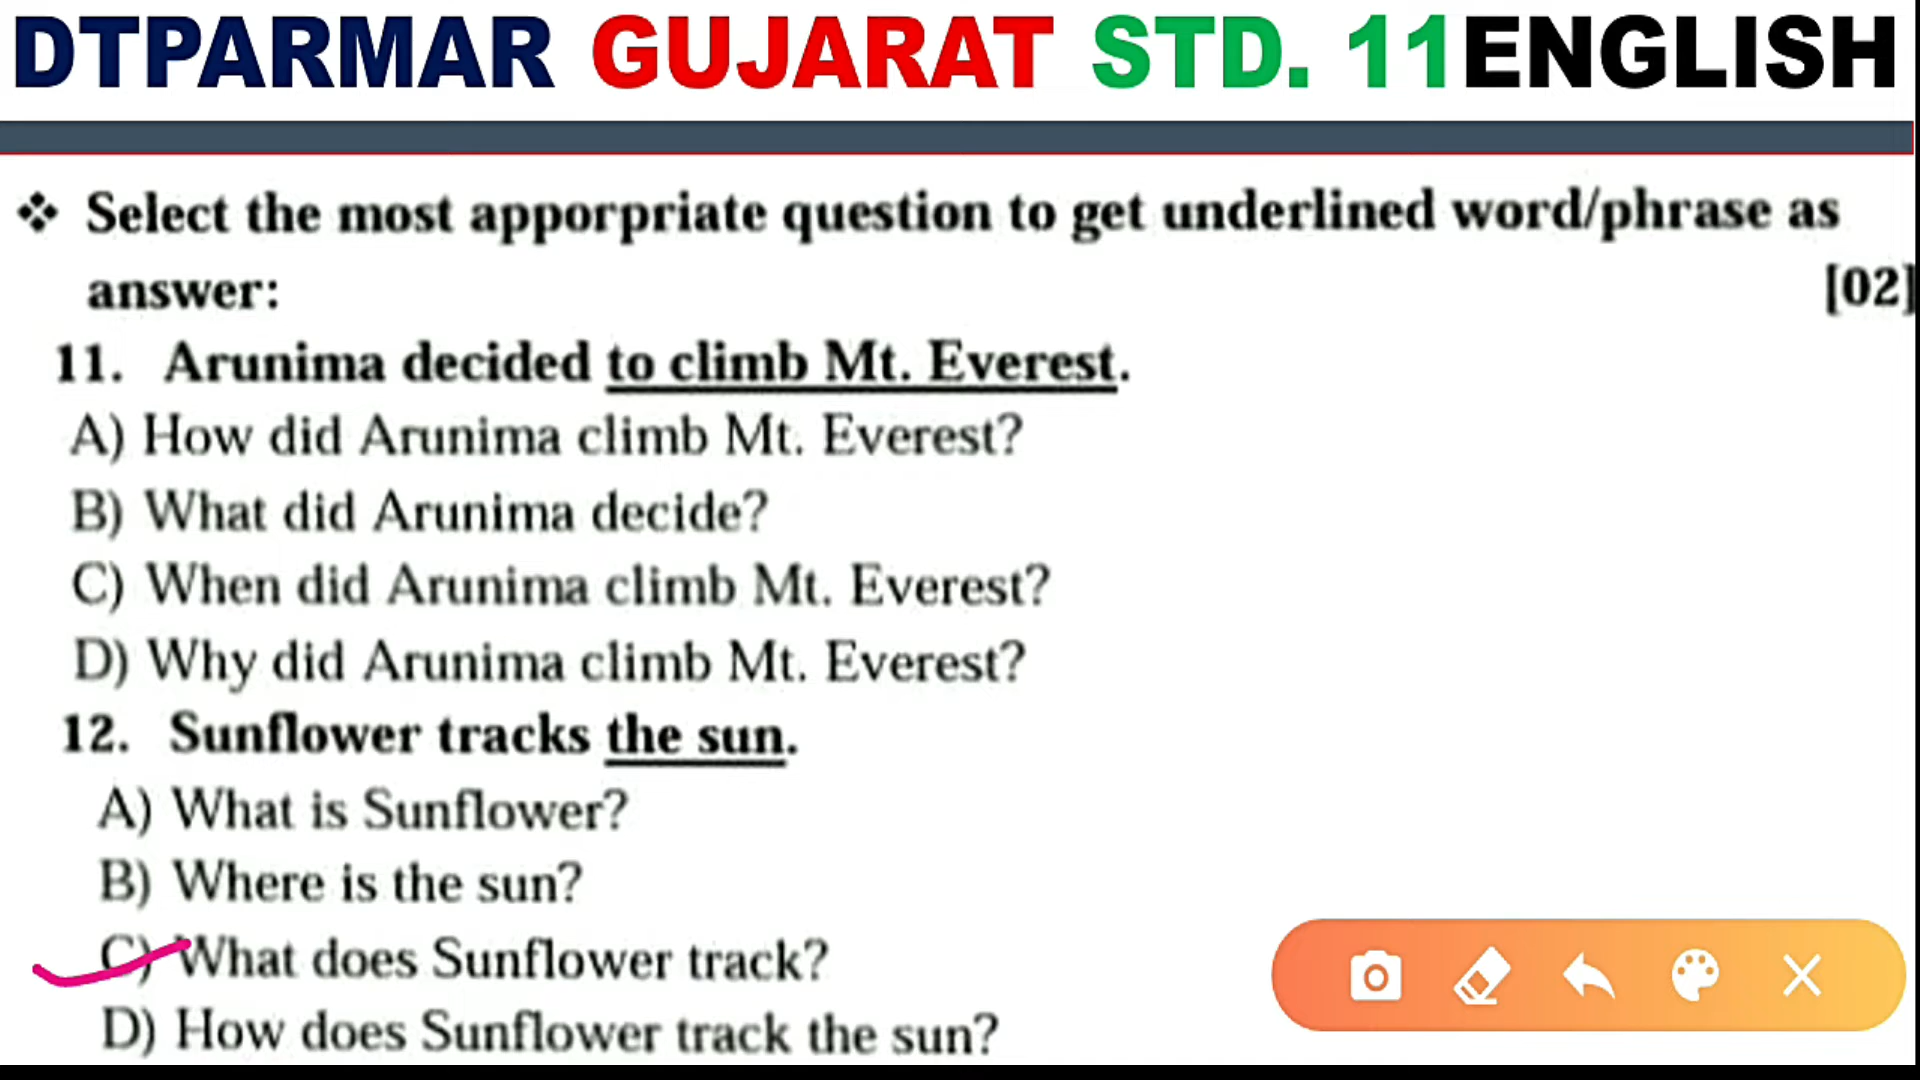 DTPARMAR GUJARAT STD. 11ENGLISH
❖ Select the most apporpriate question to get underlined word/phrase as
answer: [02]
11. Arunima decided to climb Mt. Everest.
A) How did Arunima climb Mt. Everest?
B) What did Arunima decide?
C) When did Arunima climb Mt. Everest?
D) Why did Arunima climb Mt. Everest?
12. Sunflower tracks the sun.
A) What is Sunflower?
B) Where is the sun?
C) What does Sunflower track?
D) How does Sunflower track the sun?